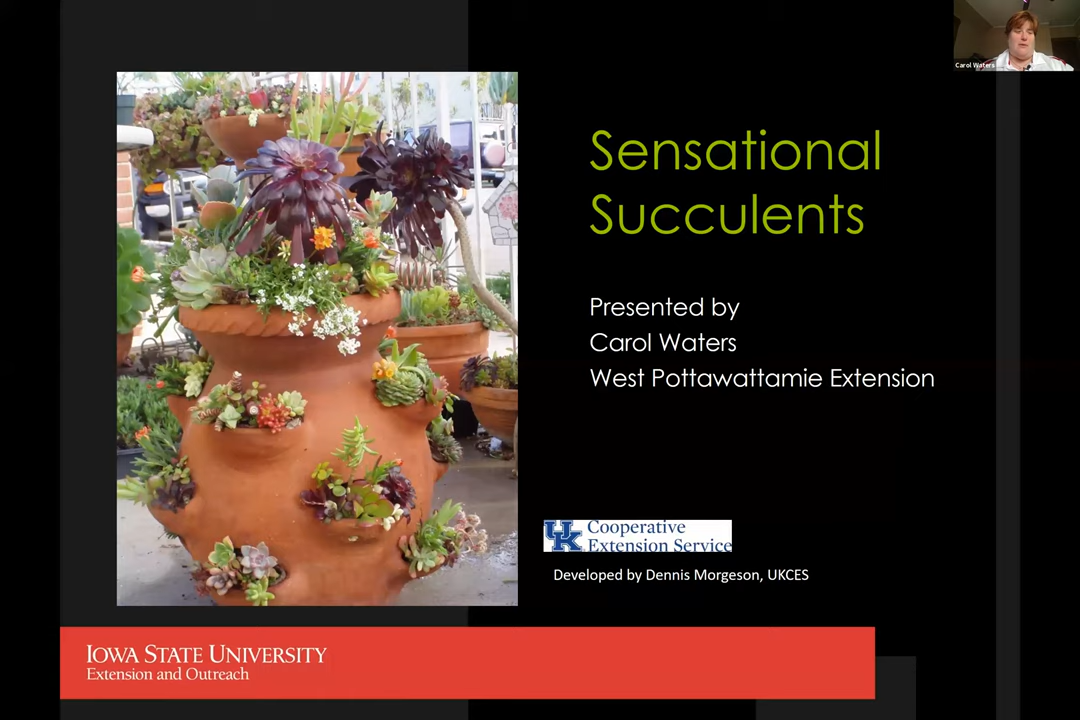 Carol Waters
Sensational
Succulents
Presented by
Carol Waters
West Pottawattamie Extension
UK Cooperative
Extension Service
Developed by Dennis Morgeson, UKCES
IOWA STATE UNIVERSITY
Extension and Outreach